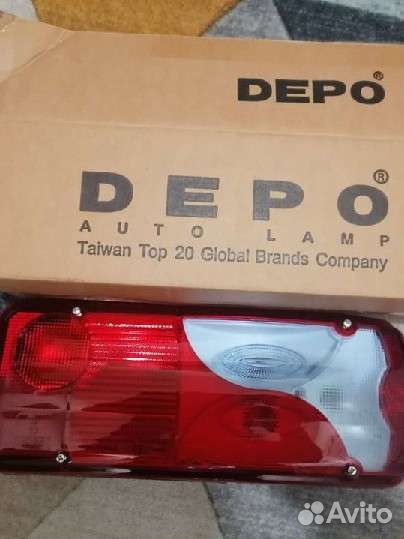 DEPO®
DEPO®
AUTO LAMP
Taiwan Top 20 Global Brands Company
Avito